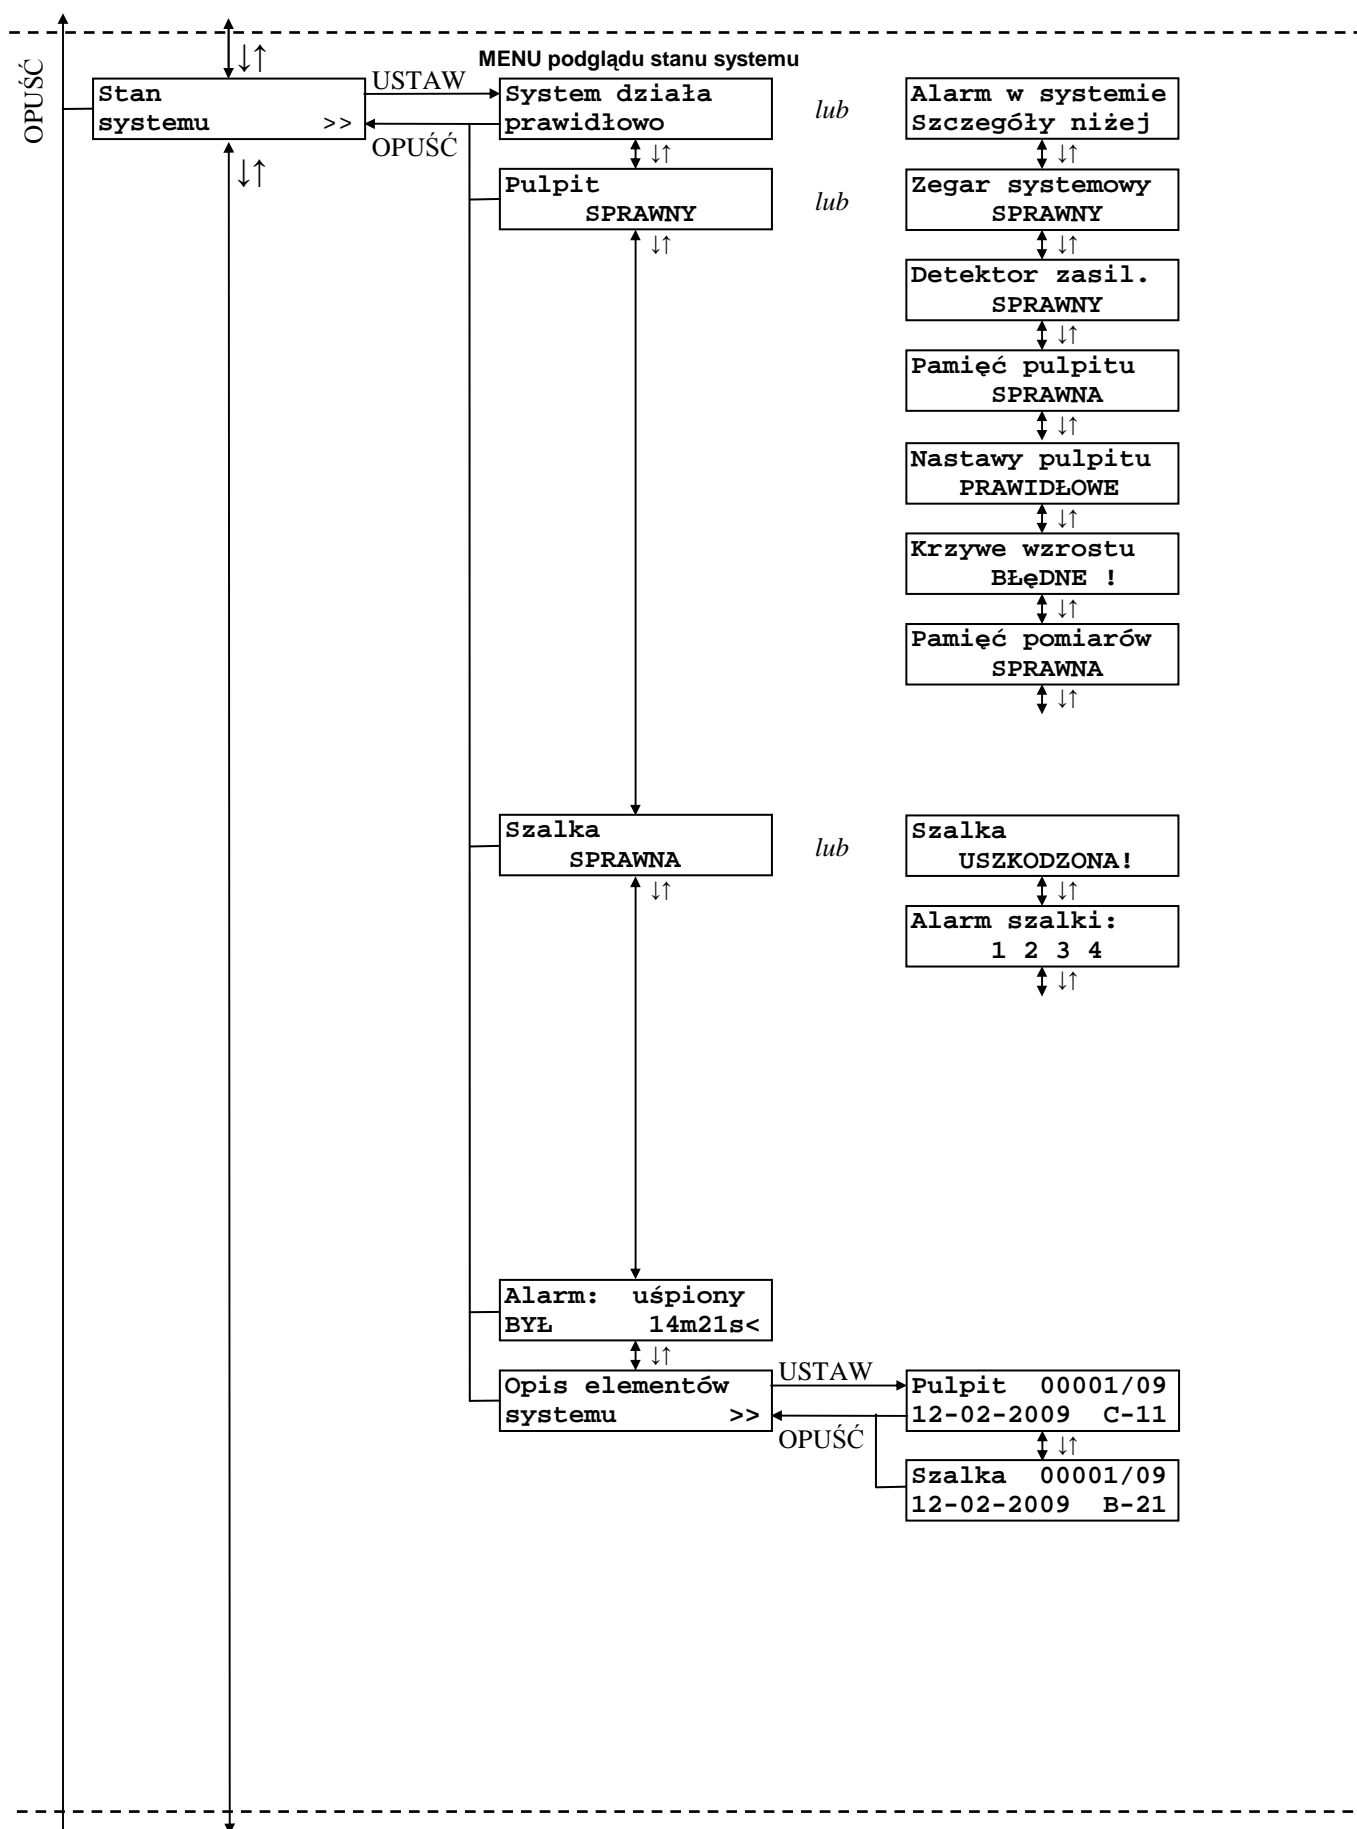 OPUŚĆ
↓↑
MENU podglądu stanu systemu
Stan
systemu >>
↓↑
USTAW
OPUŚĆ
System działa
prawidłowo
lub
Alarm w systemie
Szczegóły niżej
↓↑
↓↑
Pulpit
SPRAWNY
↓↑
lub
Zegar systemowy
SPRAWNY
↓↑
Detektor zasil.
SPRAWNY
↓↑
Pamięć pulpitu
SPRAWNA
↓↑
Nastawy pulpitu
PRAWIDŁOWE
↓↑
Krzywe wzrostu
BŁęDNE !
↓↑
Pamięć pomiarów
SPRAWNA
↓↑
Szalka
SPRAWNA
↓↑
lub
Szalka
USZKODZONA!
↓↑
Alarm szalki:
1 2 3 4
↓↑
Alarm: uśpiony
BYŁ 14m21s<
↓↑
Opis elementów
systemu >>
USTAW
OPUŚĆ
Pulpit 00001/09
12-02-2009 C-11
↓↑
Szalka 00001/09
12-02-2009 B-21